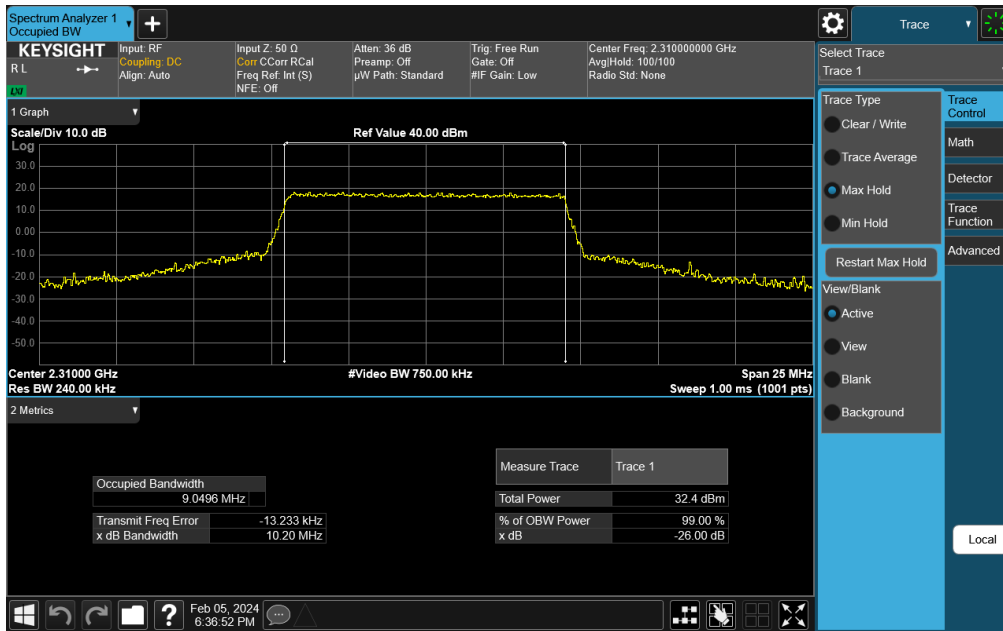 Spectrum Analyzer 1
Occupied BW
+
Trace
KEYSIGHT
R L
LXI
Input: RF
Coupling: DC
Align: Auto
Input Z: 50 Ω
Corr CCorr RCal
Freq Ref: Int (S)
NFE: Off
Atten: 36 dB
Preamp: Off
µW Path: Standard
Trig: Free Run
Gate: Off
#IF Gain: Low
Center Freq: 2.310000000 GHz
Avg|Hold: 100/100
Radio Std: None
Select Trace
Trace 1
1 Graph
Scale/Div 10.0 dB
Ref Value 40.00 dBm
Log
30.0
20.0
10.0
0.00
-10.0
-20.0
-30.0
-40.0
-50.0
Center 2.31000 GHz
#Video BW 750.00 kHz
Span 25 MHz
Res BW 240.00 kHz
Sweep 1.00 ms (1001 pts)
Trace Type
Clear / Write
Trace Average
Max Hold
Min Hold
Restart Max Hold
View/Blank
Active
View
Blank
Background
Trace
Control
Math
Detector
Trace
Function
Advanced
Local
2 Metrics
Occupied Bandwidth
9.0496 MHz
Transmit Freq Error -13.233 kHz
x dB Bandwidth 10.20 MHz
Measure Trace Trace 1
Total Power 32.4 dBm
% of OBW Power 99.00 %
x dB -26.00 dB
?
Feb 05, 2024
6:36:52 PM